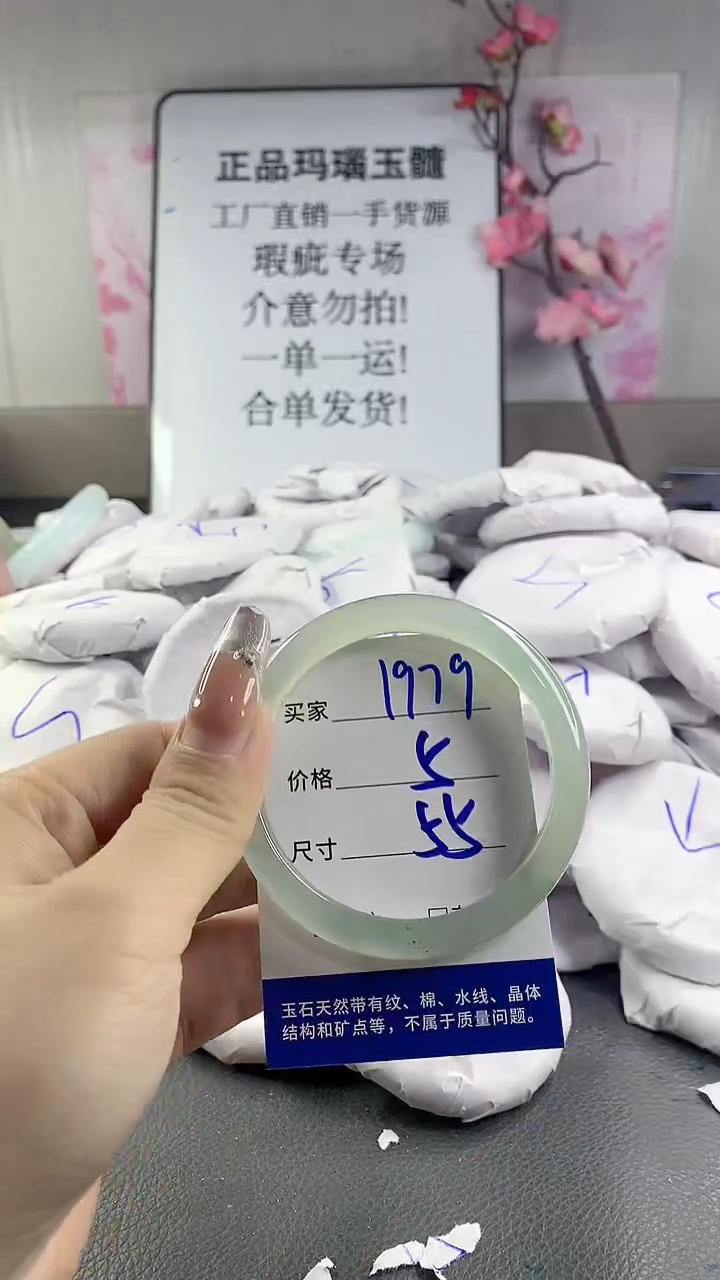 正品玛瑙玉髓
工厂直销一手货源
瑕疵专场
介意勿拍!
一单一运!
合单发货!
买家 1979
价格 5
尺寸 55
玉石天然带有纹、棉、水线、晶体
结构和矿点等，不属于质量问题。